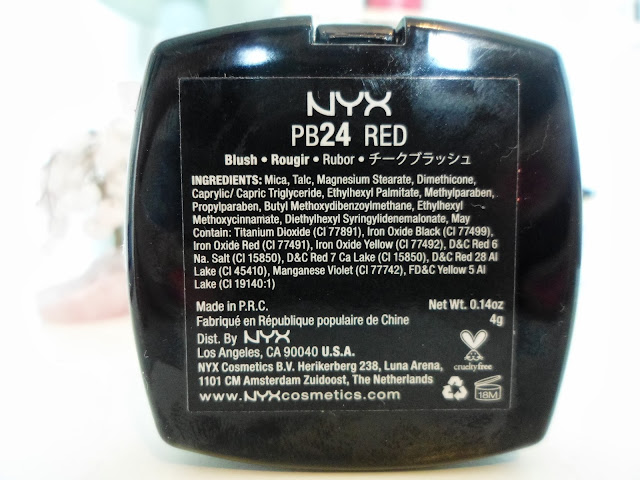 NYX
PB24 RED
Blush • Rougir • Rubor • チークブラッシュ
INGREDIENTS: Mica, Talc, Magnesium Stearate, Dimethicone,
Caprylic/ Capric Triglyceride, Ethylhexyl Palmitate, Methylparaben,
Propylparaben, Butyl Methoxydibenzoylmethane, Ethylhexyl
Methoxycinnamate, Diethylhexyl Syringylidenemalonate, May
Contain: Titanium Dioxide (CI 77891), Iron Oxide Black (CI 77499),
Iron Oxide Red (CI 77491), Iron Oxide Yellow (CI 77492), D&C Red 6
Na. Salt (CI 15850), D&C Red 7 Ca Lake (CI 15850), D&C Red 28 Al
Lake (CI 45410), Manganese Violet (CI 77742), FD&C Yellow 5 Al
Lake (CI 19140:1)
Made in P.R.C. Net Wt. 0.14oz
Fabriqué en République populaire de Chine 4g
Dist. By NYX
Los Angeles, CA 90040 U.S.A.
NYX Cosmetics B.V. Herikerberg 238, Luna Arena,
1101 CM Amsterdam Zuidoost, The Netherlands
www.NYXcosmetics.com
crueltyfree
18M